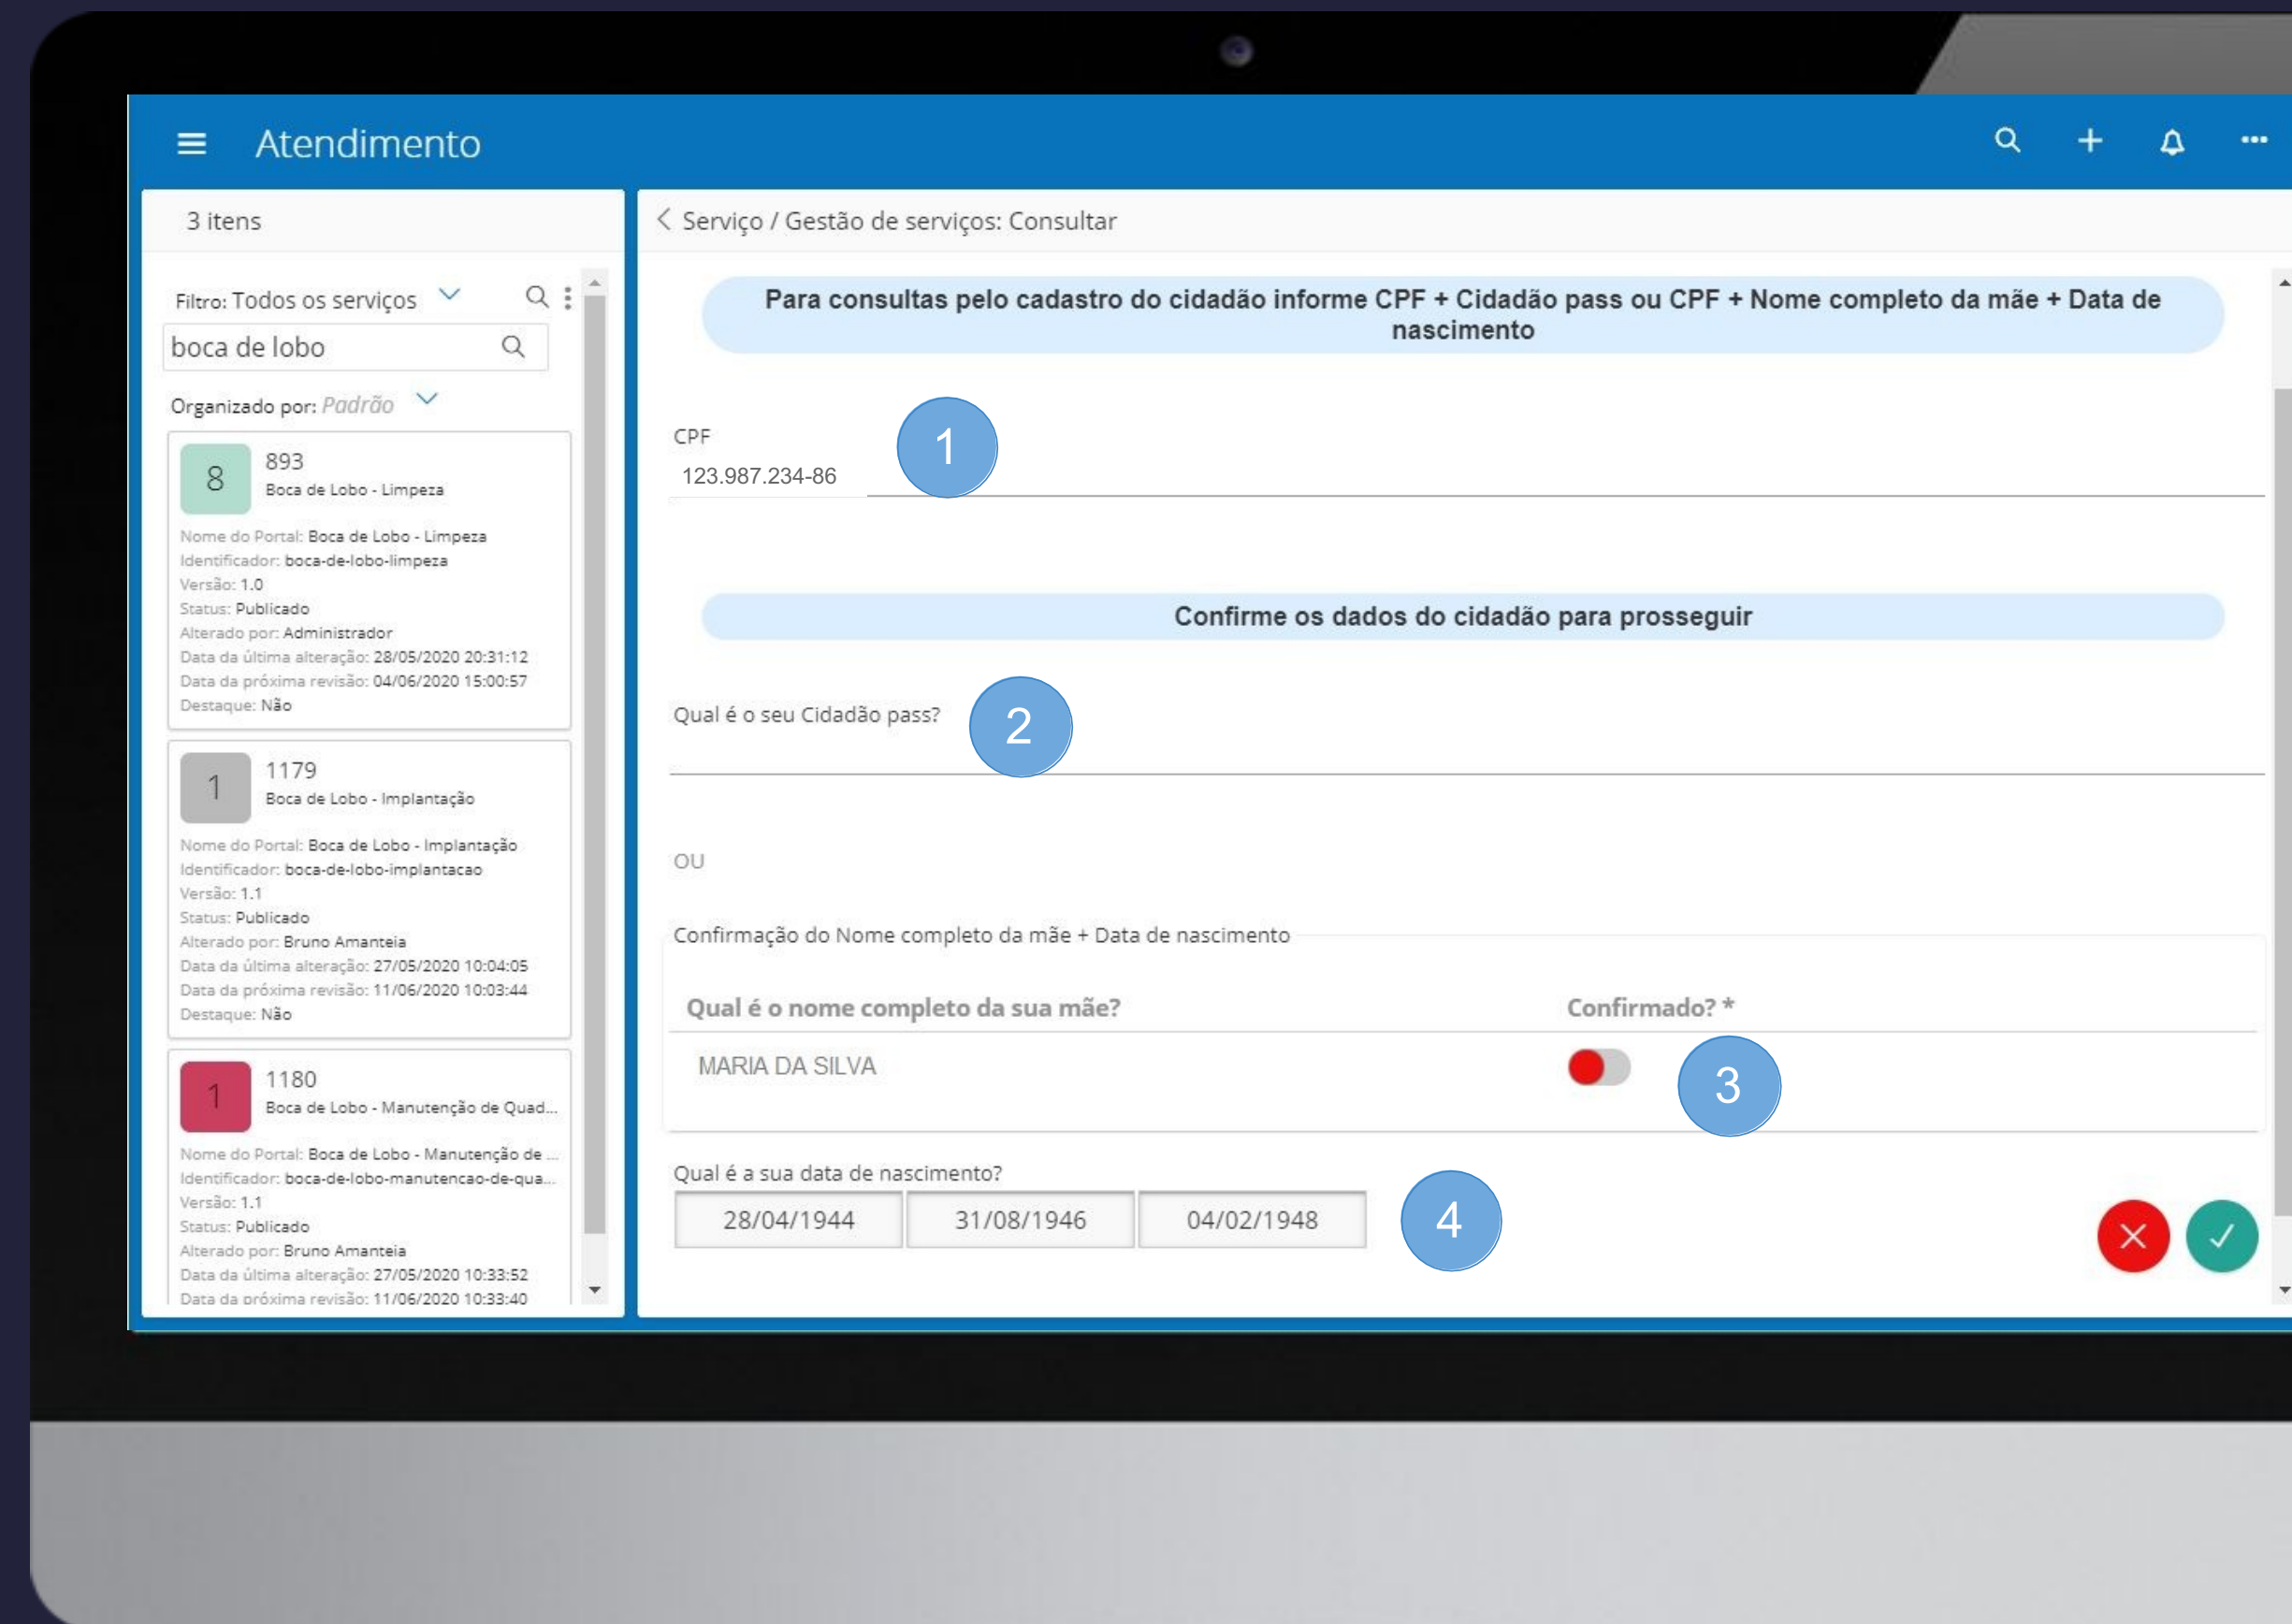 Atendimento
3 itens
Filtro: Todos os serviços
boca de lobo
Organizado por: Padrão
8
893
Boca de Lobo - Limpeza
Nome do Portal: Boca de Lobo - Limpeza
Identificador: boca-de-lobo-limpeza
Versão: 1.0
Status: Publicado
Alterado por: Administrador
Data da última alteração: 28/05/2020 20:31:12
Data da próxima revisão: 04/06/2020 15:00:57
Destaque: Não
1
1179
Boca de Lobo - Implantação
Nome do Portal: Boca de Lobo - Implantação
Identificador: boca-de-lobo-implantacao
Versão: 1.1
Status: Publicado
Alterado por: Bruno Amanteia
Data da última alteração: 27/05/2020 10:04:05
Data da próxima revisão: 11/06/2020 10:03:44
Destaque: Não
1
1180
Boca de Lobo - Manutenção de Quad...
Nome do Portal: Boca de Lobo - Manutenção de ...
Identificador: boca-de-lobo-manutencao-de-qua...
Versão: 1.1
Status: Publicado
Alterado por: Bruno Amanteia
Data da última alteração: 27/05/2020 10:33:52
Data da próxima revisão: 11/06/2020 10:33:40
Serviço / Gestão de serviços: Consultar
Para consultas pelo cadastro do cidadão informe CPF + Cidadão pass ou CPF + Nome completo da mãe + Data de
nascimento
CPF
1
123.987.234-86
Confirme os dados do cidadão para prosseguir
Qual é o seu Cidadão pass?
2
OU
Confirmação do Nome completo da mãe + Data de nascimento
Qual é o nome completo da sua mãe? Confirmado? *
MARIA DA SILVA
3
Qual é a sua data de nascimento?
28/04/1944 31/08/1946 04/02/1948
4